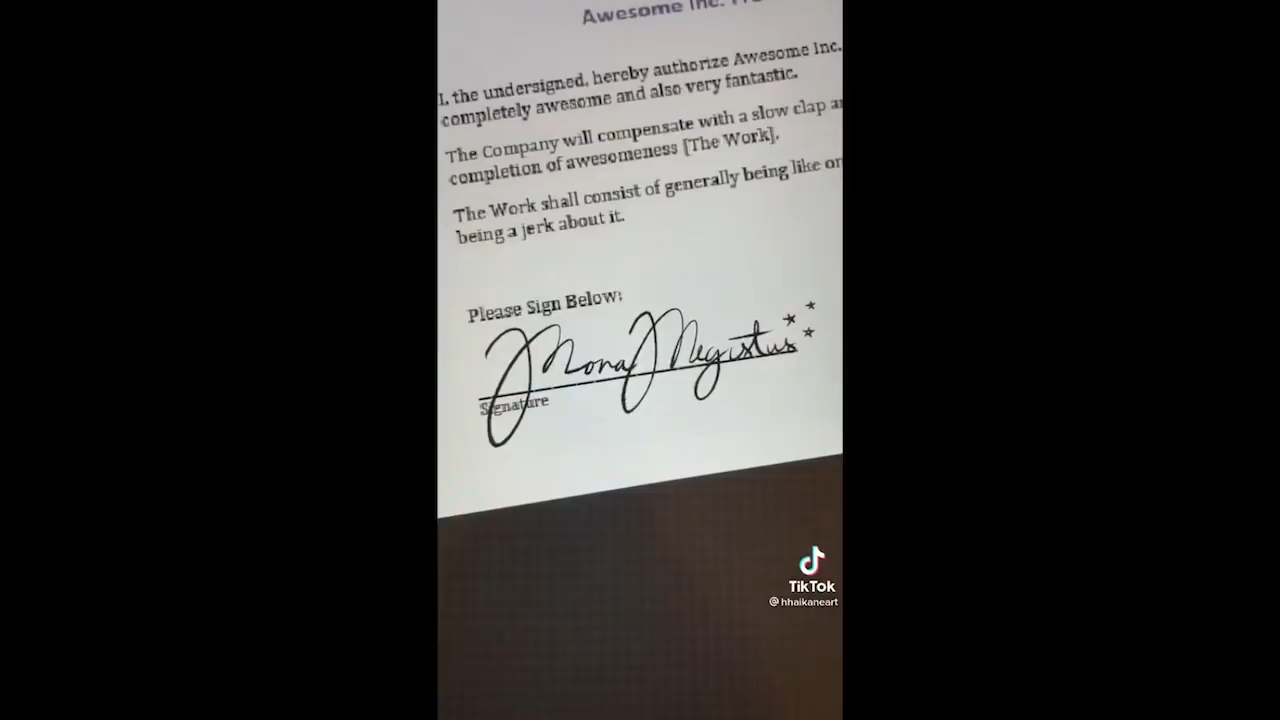 Awesome Inc.
I, the undersigned, hereby authorize Awesome Inc.
completely awesome and also very fantastic.
The Company will compensate with a slow clap
completion of awesomeness [The Work].
The Work shall consist of generally being like
being a jerk about it.
Please Sign Below:
Mona Megistus
Signature
TikTok
@hhaikaneart